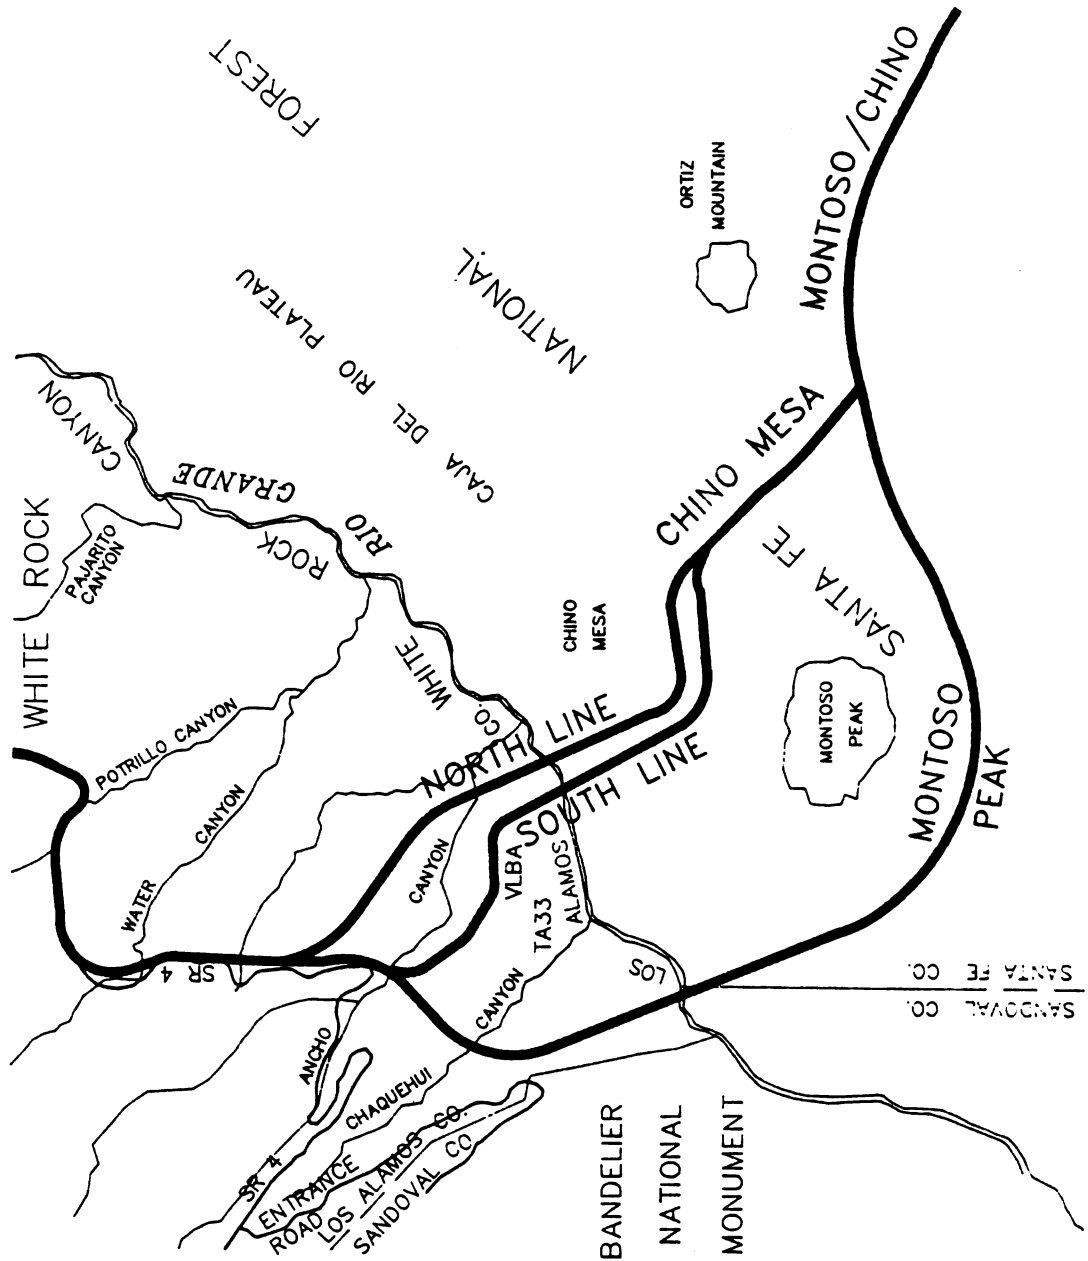 FOREST
NATIONAL
SANTA FE
ORTIZ
MOUNTAIN
MONTOSO/CHINO
CAJA DEL RIO PLATEAU
CANYON
ROCK
WHITE
RIO GRANDE
WHITE ROCK
PAJARITO
CANYON
CHINO MESA
CHINO
MESA
POTRILLO CANYON
WATER CANYON
NORTH LINE
SOUTH LINE
CO.
MONTOSO
PEAK
MONTOSO
PEAK
CANYON
VLBA
TA33
ALAMOS
LOS
SR 4
ANCHO
CHAQUEHUI
CANYON
SANTA FE CO.
SANDOVAL CO.
SR 4
ENTRANCE
ROAD
LOS ALAMOS CO.
SANDOVAL CO
BANDELIER
NATIONAL
MONUMENT